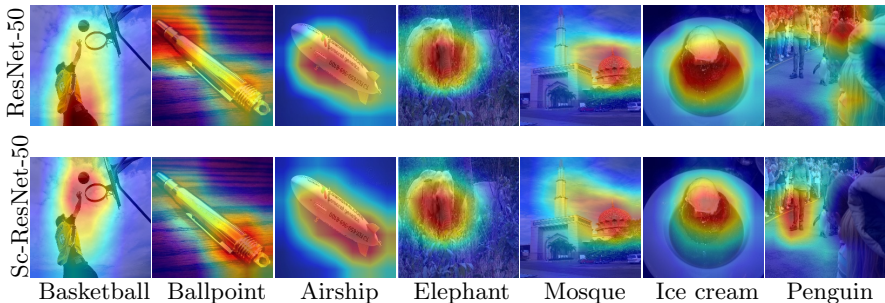 ResNet-50
Sc-ResNet-50
Basketball Ballpoint Airship Elephant Mosque Ice cream Penguin